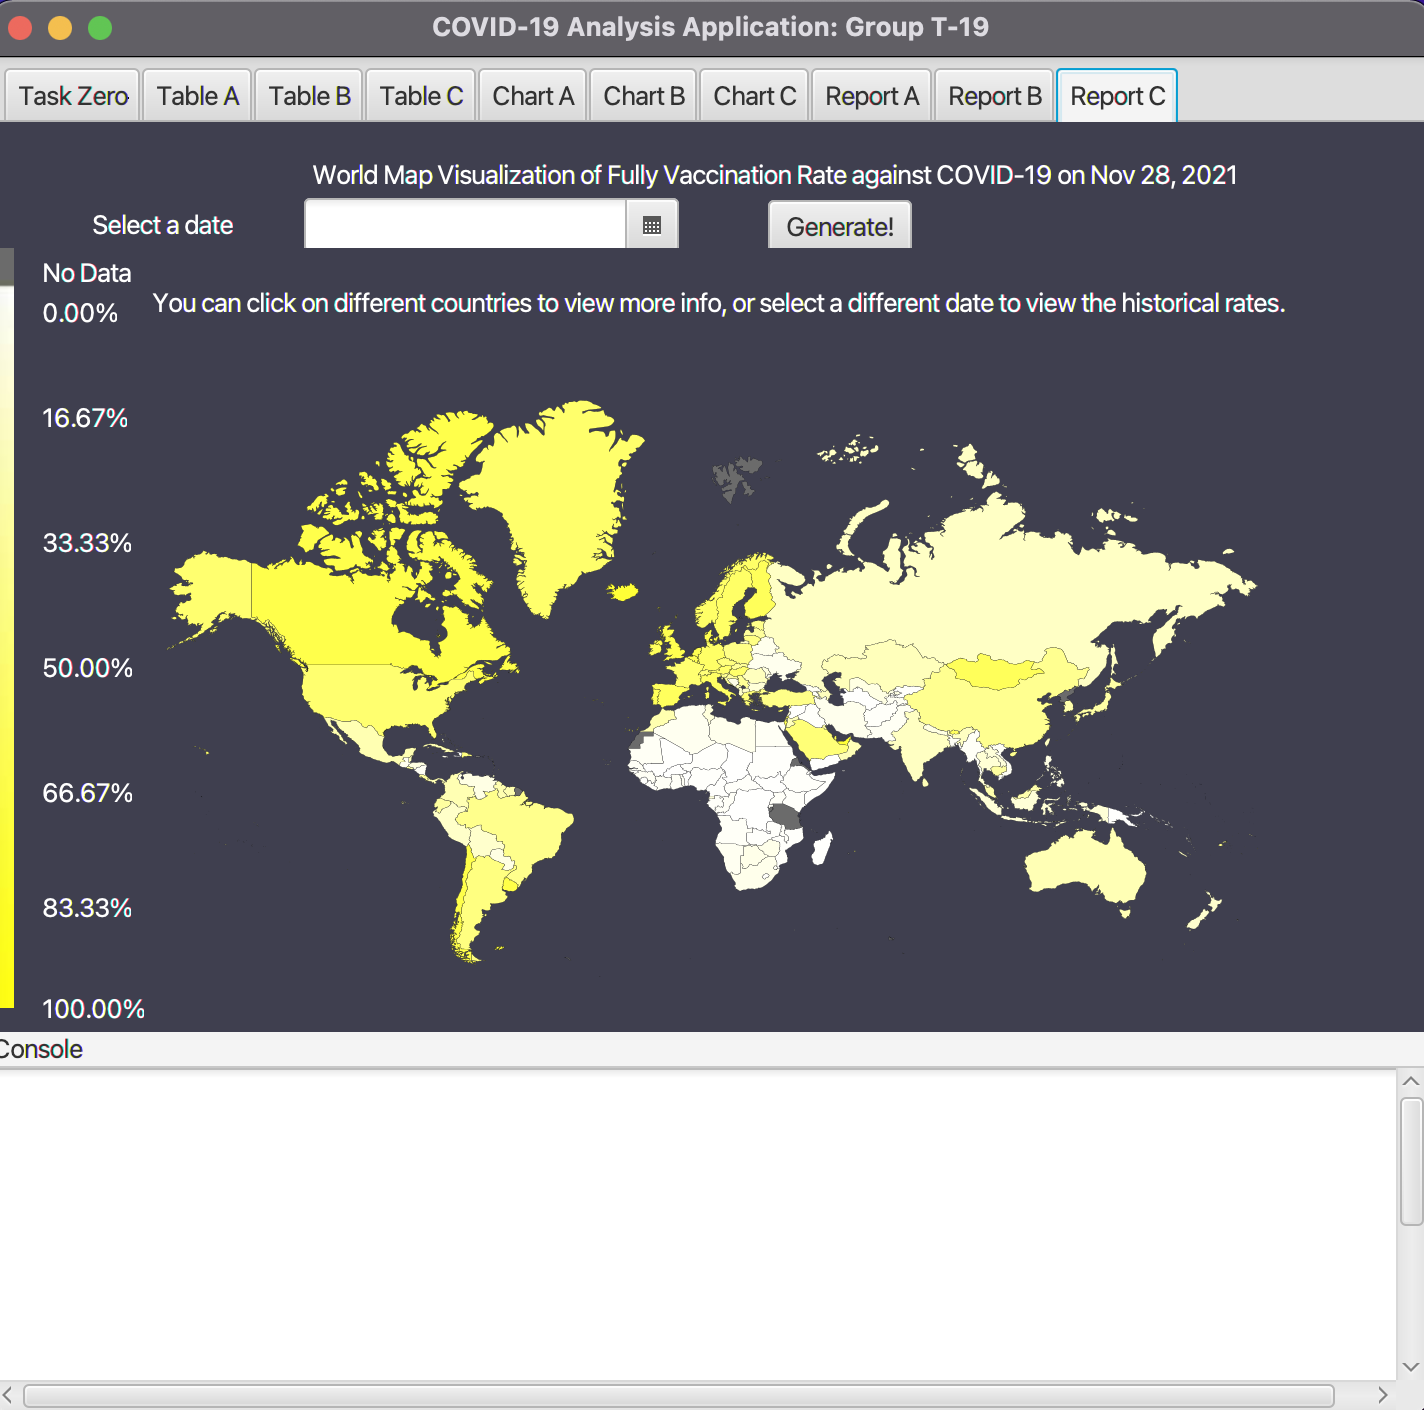 COVID-19 Analysis Application: Group T-19
Task Zero Table A Table B Table C Chart A Chart B Chart C Report A Report B Report C
World Map Visualization of Fully Vaccination Rate against COVID-19 on Nov 28, 2021
Select a date Generate!
No Data
You can click on different countries to view more info, or select a different date to view the historical rates.
0.00%
16.67%
33.33%
50.00%
66.67%
83.33%
100.00%
Console